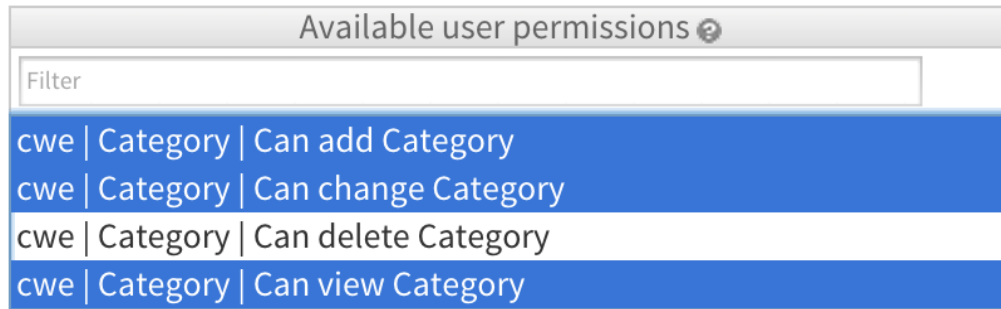 Available user permissions ?
Filter
cwe | Category | Can add Category
cwe | Category | Can change Category
cwe | Category | Can delete Category
cwe | Category | Can view Category